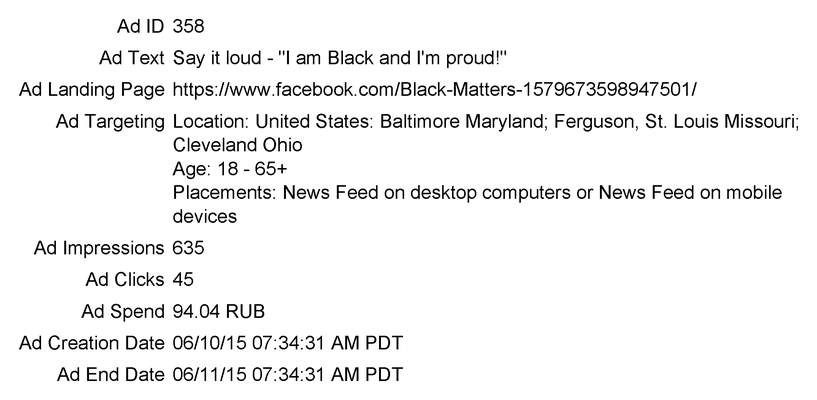 Ad ID 358
Ad Text Say it loud - "I am Black and I'm proud!"
Ad Landing Page https://www.facebook.com/Black-Matters-1579673598947501/
Ad Targeting Location: United States: Baltimore Maryland; Ferguson, St. Louis Missouri;
Cleveland Ohio
Age: 18 - 65+
Placements: News Feed on desktop computers or News Feed on mobile
devices
Ad Impressions 635
Ad Clicks 45
Ad Spend 94.04 RUB
Ad Creation Date 06/10/15 07:34:31 AM PDT
Ad End Date 06/11/15 07:34:31 AM PDT